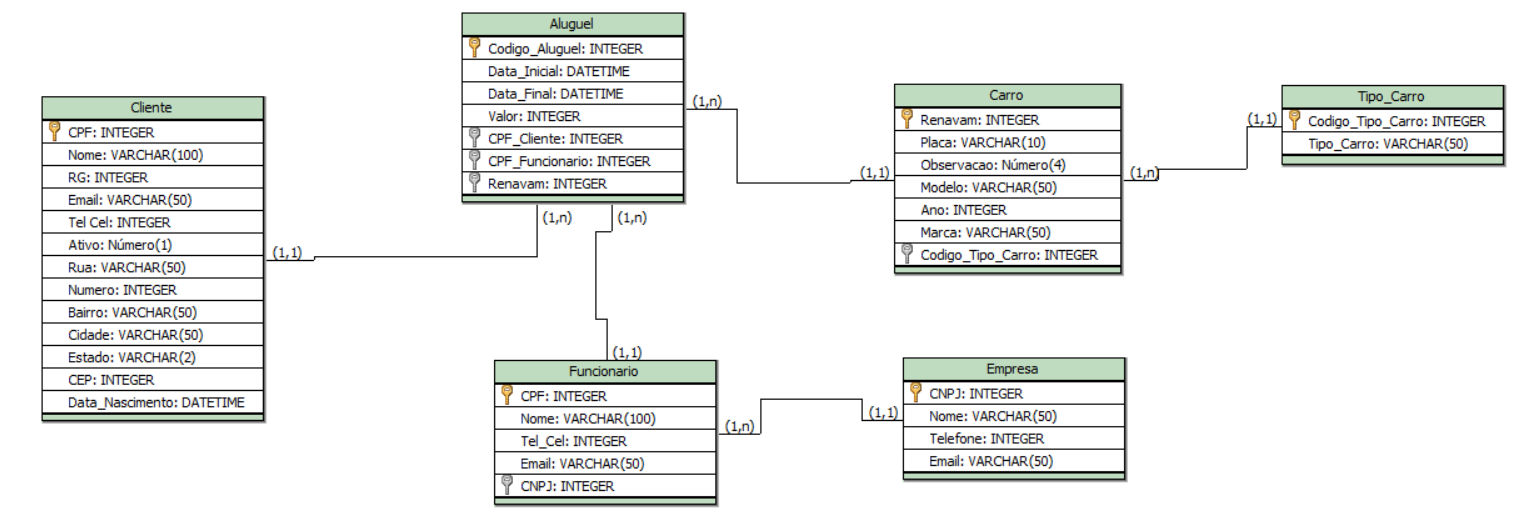 Aluguel
Codigo_Aluguel: INTEGER
Data_Inicial: DATETIME
Data_Final: DATETIME
Valor: INTEGER
CPF_Cliente: INTEGER
CPF_Funcionario: INTEGER
Renavam: INTEGER
(1,n)
(1,n)
(1,n)
Cliente
CPF: INTEGER
Nome: VARCHAR(100)
RG: INTEGER
Email: VARCHAR(50)
Tel Cel: INTEGER
Ativo: Número(1)
Rua: VARCHAR(50)
Numero: INTEGER
Bairro: VARCHAR(50)
Cidade: VARCHAR(50)
Estado: VARCHAR(2)
CEP: INTEGER
Data_Nascimento: DATETIME
(1,1)
Carro
Renavam: INTEGER
Placa: VARCHAR(10)
Observacao: Número(4)
Modelo: VARCHAR(50)
Ano: INTEGER
Marca: VARCHAR(50)
Codigo_Tipo_Carro: INTEGER
(1,1)
(1,n)
Tipo_Carro
Codigo_Tipo_Carro: INTEGER
Tipo_Carro: VARCHAR(50)
(1,1)
(1,1)
Funcionario
CPF: INTEGER
Nome: VARCHAR(100)
Tel_Cel: INTEGER
Email: VARCHAR(50)
CNPJ: INTEGER
(1,n)
(1,1)
Empresa
CNPJ: INTEGER
Nome: VARCHAR(50)
Telefone: INTEGER
Email: VARCHAR(50)